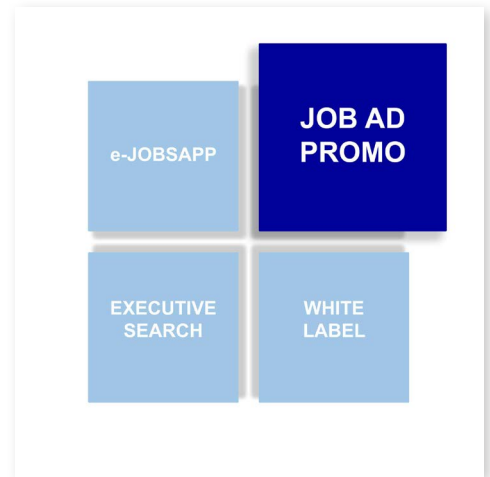 e-JOBSAPP
JOB AD
PROMO
EXECUTIVE
SEARCH
WHITE
LABEL